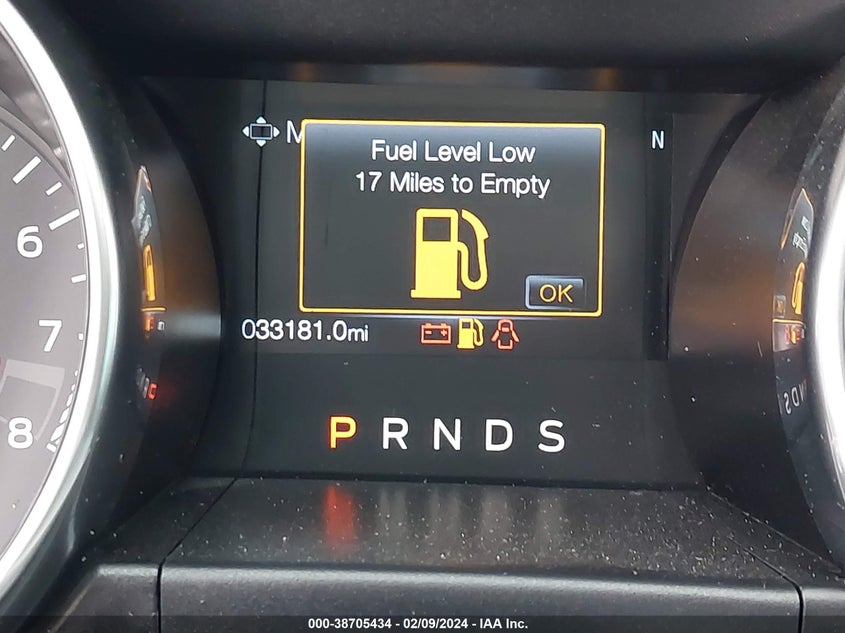 M
N
Fuel Level Low
17 Miles to Empty
OK
033181.0mi
P R N D S
6
7
8
000-38705434 - 02/09/2024 - IAA Inc.